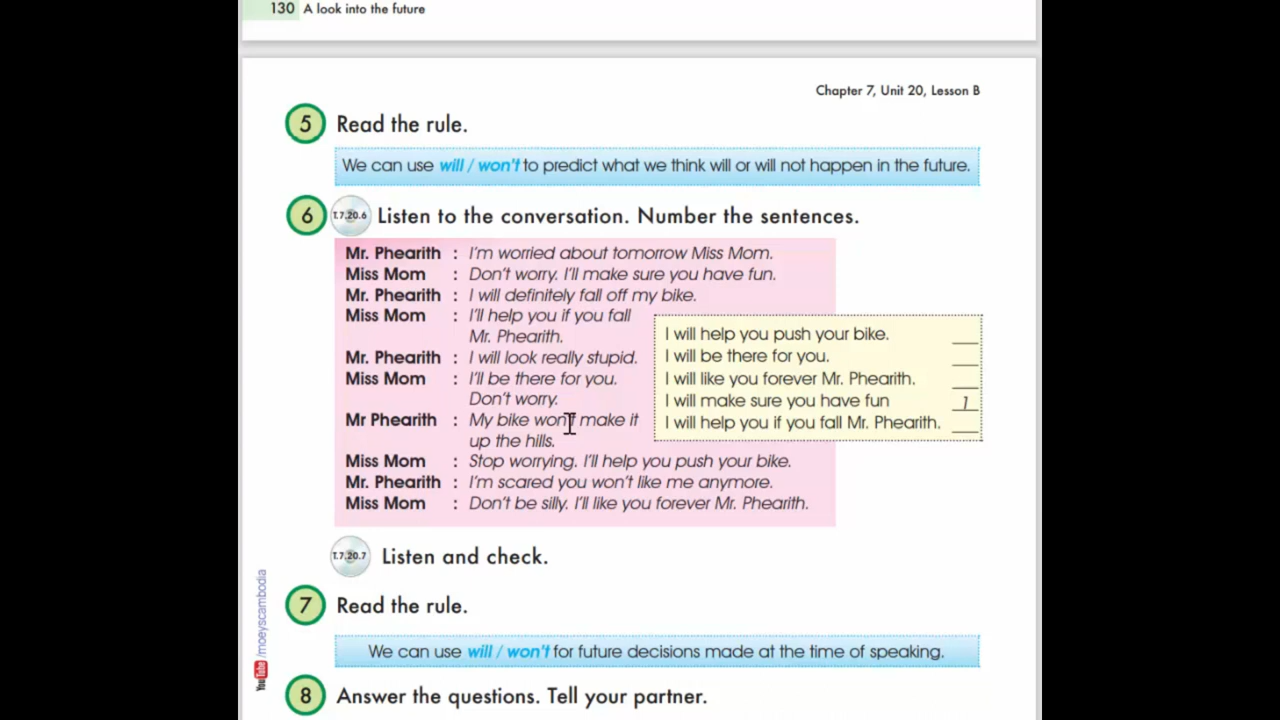 130 A look into the future
Chapter 7, Unit 20, Lesson B
5 Read the rule.
We can use will / won't to predict what we think will or will not happen in the future.
6 T.7.20.6 Listen to the conversation. Number the sentences.
Mr. Phearith : I'm worried about tomorrow Miss Mom.
Miss Mom : Don't worry. I'll make sure you have fun.
Mr. Phearith : I will definitely fall off my bike.
Miss Mom : I'll help you if you fall
Mr. Phearith.
Mr. Phearith : I will look really stupid.
Miss Mom : I'll be there for you.
Don't worry.
Mr Phearith : My bike won't make it
up the hills.
Miss Mom : Stop worrying. I'll help you push your bike.
Mr. Phearith : I'm scared you won't like me anymore.
Miss Mom : Don't be silly. I'll like you forever Mr. Phearith.
I will help you push your bike. ___
I will be there for you. ___
I will like you forever Mr. Phearith. ___
I will make sure you have fun 1
I will help you if you fall Mr. Phearith. ___
T.7.20.7 Listen and check.
7 Read the rule.
We can use will / won't for future decisions made at the time of speaking.
8 Answer the questions. Tell your partner.
YouTube /moeyscambodia